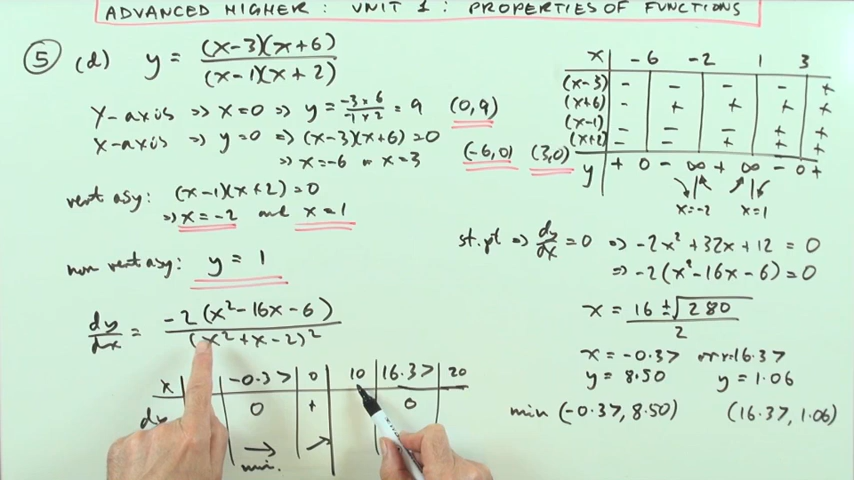 ADVANCED HIGHER : UNIT 1 : PROPERTIES OF FUNCTIONS
5 (d) y = (x-3)(x+6) / (x-1)(x+2)
Y-axis => x=0 => y = -3×6 / -1×2 = 9 (0,9)
x-axis => y=0 => (x-3)(x+6)=0
=> x=-6 or x=3 (-6,0) (3,0)
vert asy: (x-1)(x+2)=0
=> x=-2 and x=1
non vert asy: y = 1
dy/dx = -2(x²-16x-6) / (x²+x-2)²
x -0.37 0 10 16.37 20
dy 0 + 0
→ ↗
min.
x -6 -2 1 3
(x-3) - - - - +
(x+6) - + + + +
(x-1) - - - + +
(x+2) - - + + +
y + 0 - ∞ + ∞ - 0 +
x=-2 x=1
st.pt => dy/dx = 0 => -2x²+32x+12 = 0
=> -2(x²-16x-6)=0
x = 16 ± √280 / 2
x = -0.37 or x=16.37
y = 8.50 y = 1.06
min (-0.37, 8.50) (16.37, 1.06)